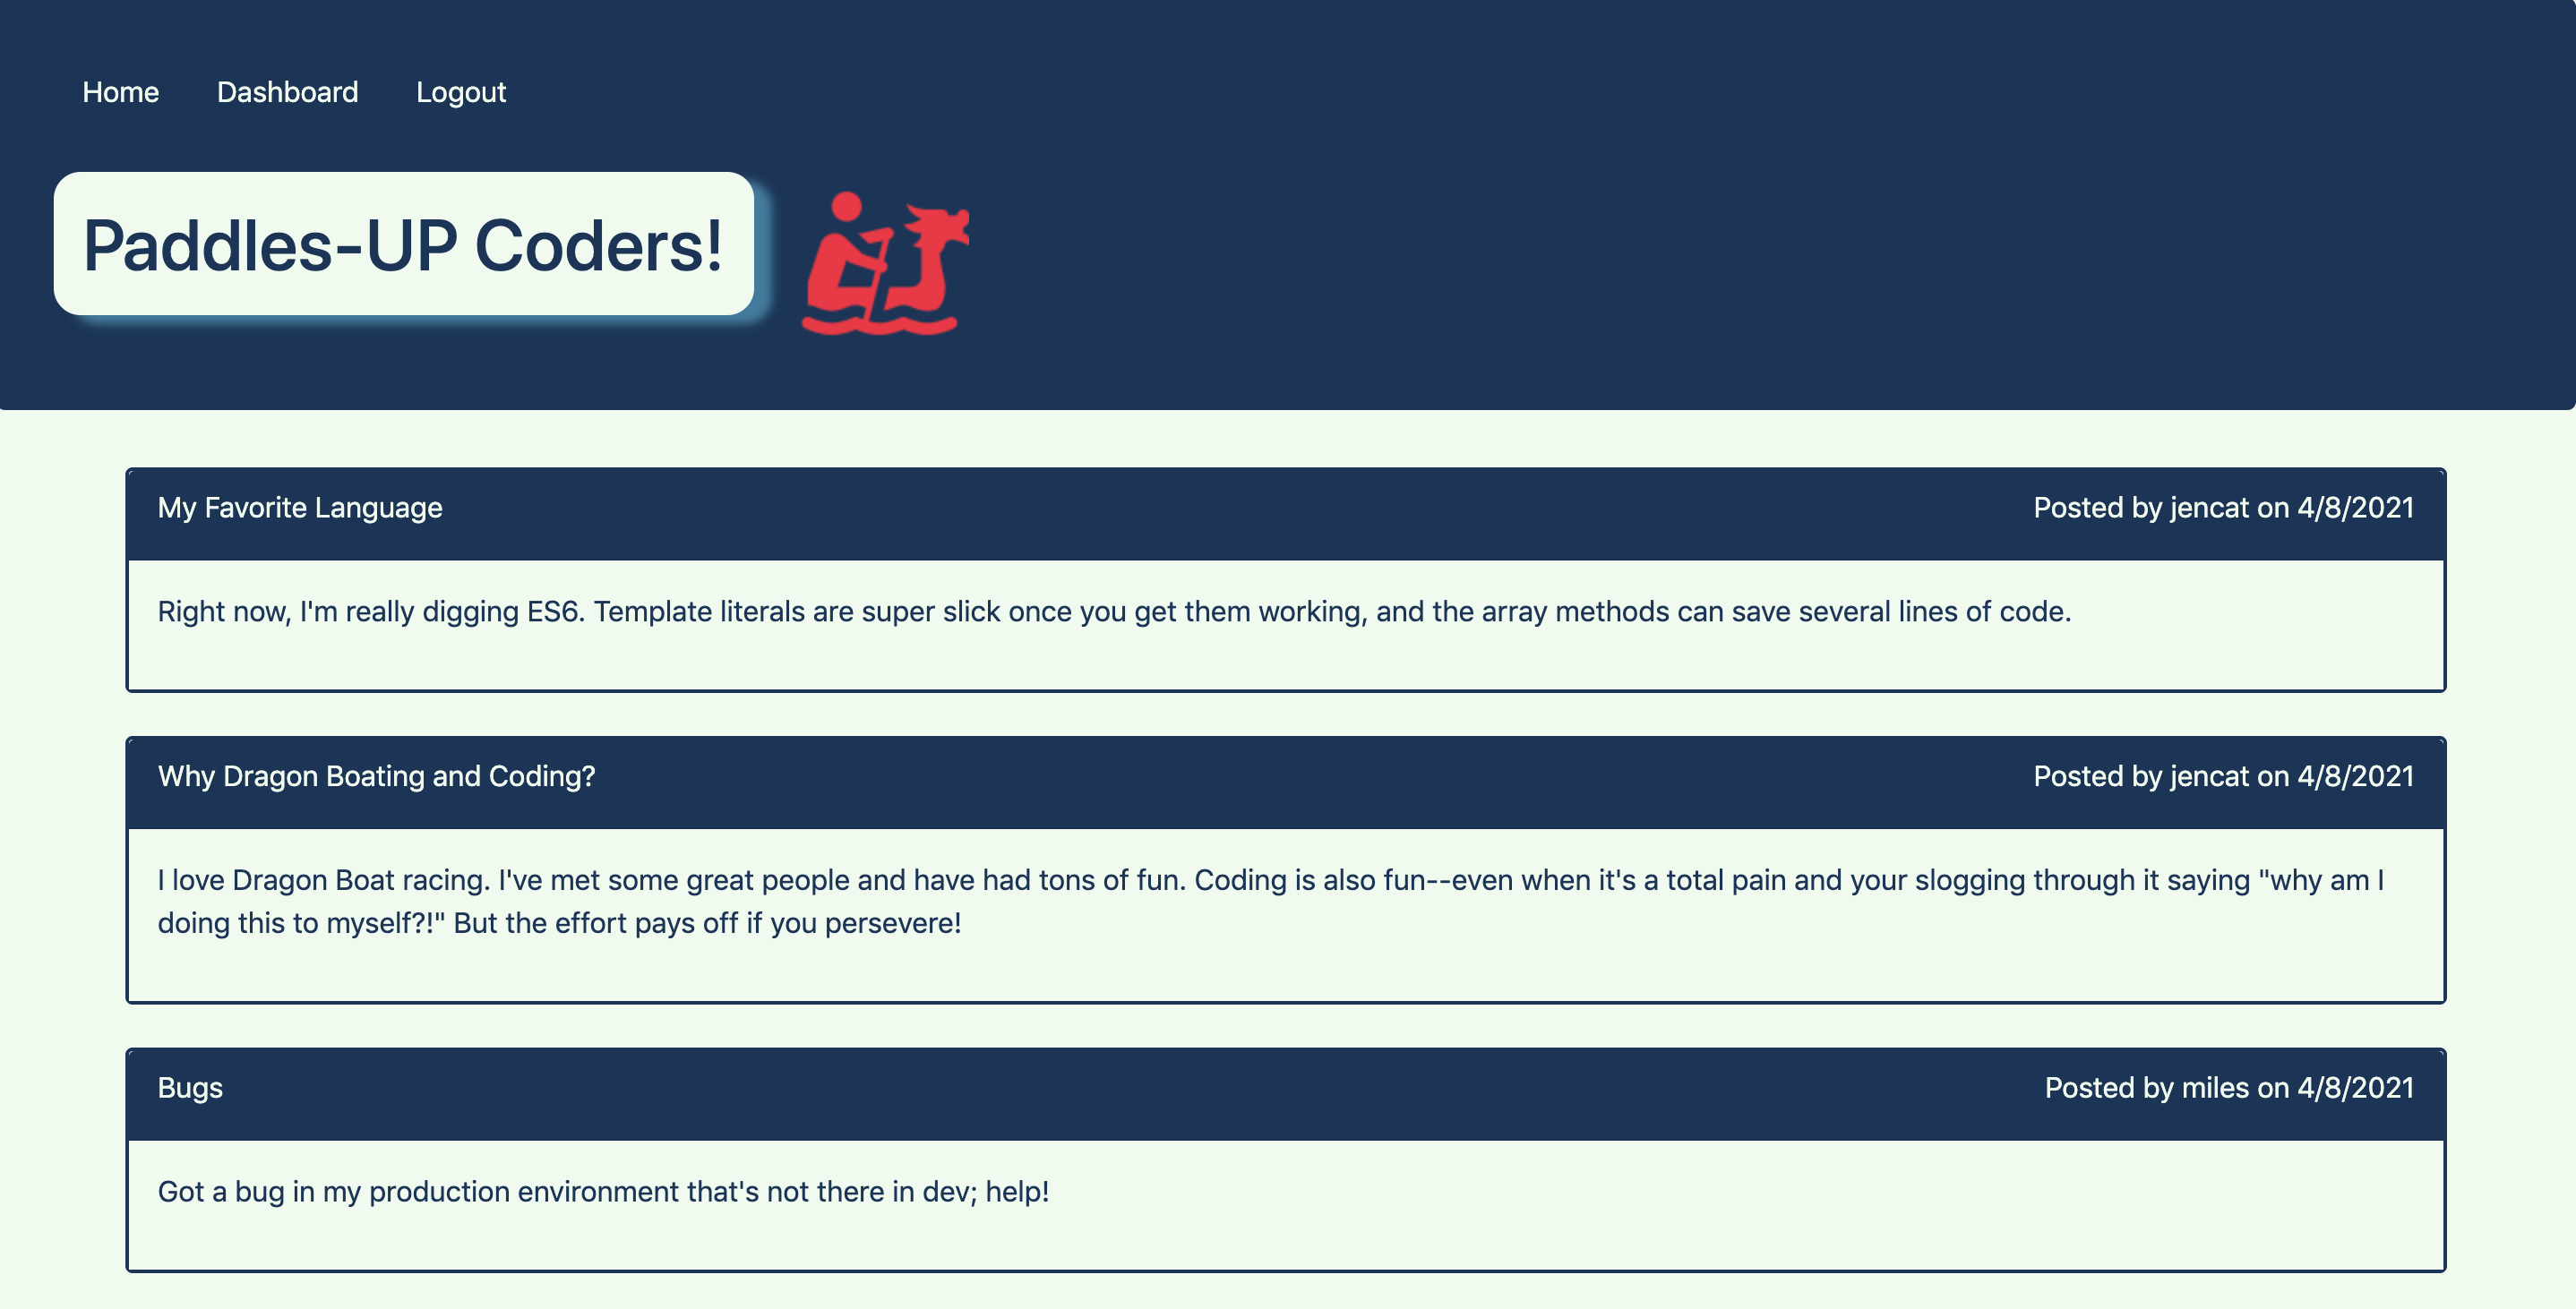 Home Dashboard Logout
Paddles-UP Coders!
My Favorite Language Posted by jencat on 4/8/2021
Right now, I'm really digging ES6. Template literals are super slick once you get them working, and the array methods can save several lines of code.
Why Dragon Boating and Coding? Posted by jencat on 4/8/2021
I love Dragon Boat racing. I've met some great people and have had tons of fun. Coding is also fun--even when it's a total pain and your slogging through it saying "why am I
doing this to myself?!" But the effort pays off if you persevere!
Bugs Posted by miles on 4/8/2021
Got a bug in my production environment that's not there in dev; help!